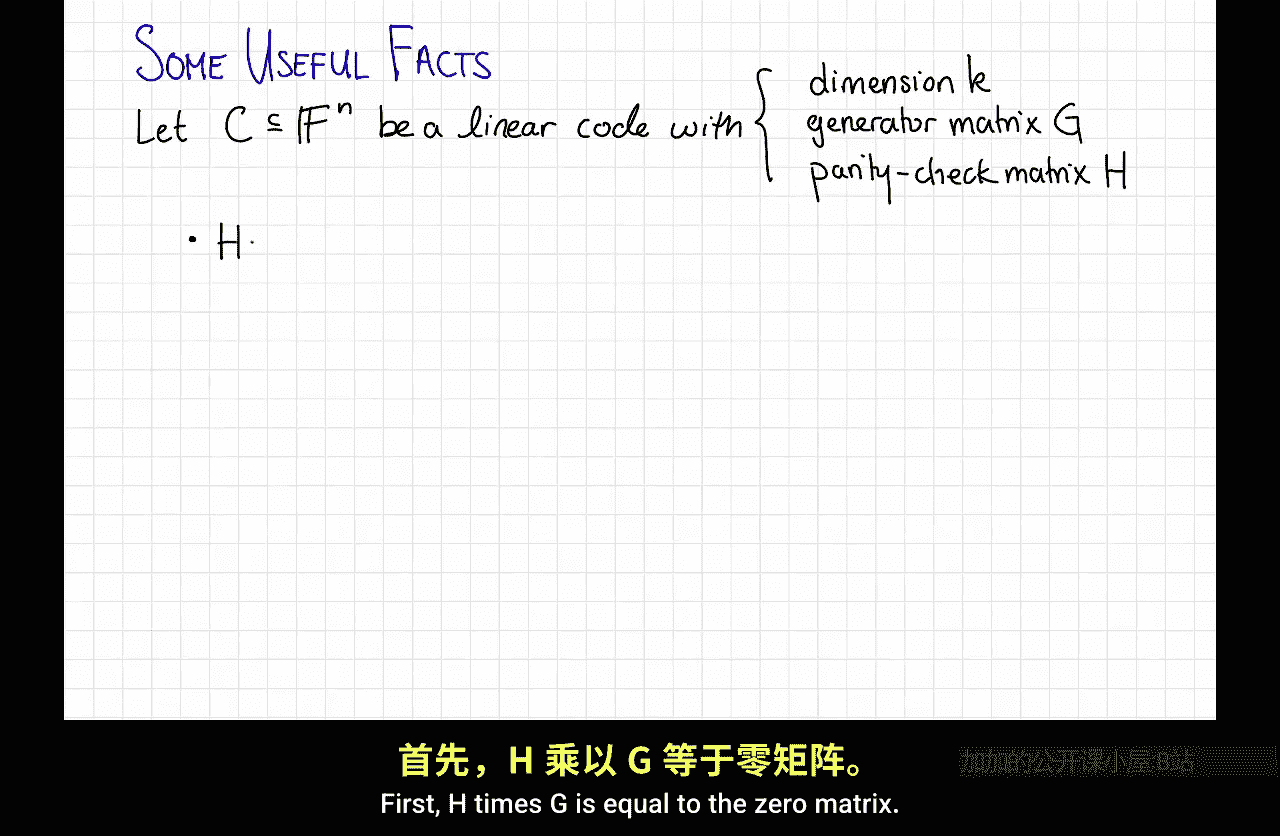 SOME USEFUL FACTS
Let C ⊆ 𝔽ⁿ be a linear code with { dimension k
generator matrix G
parity-check matrix H
• H·
首先，H 乘以 G 等于零矩阵。
First, H times G is equal to the zero matrix.